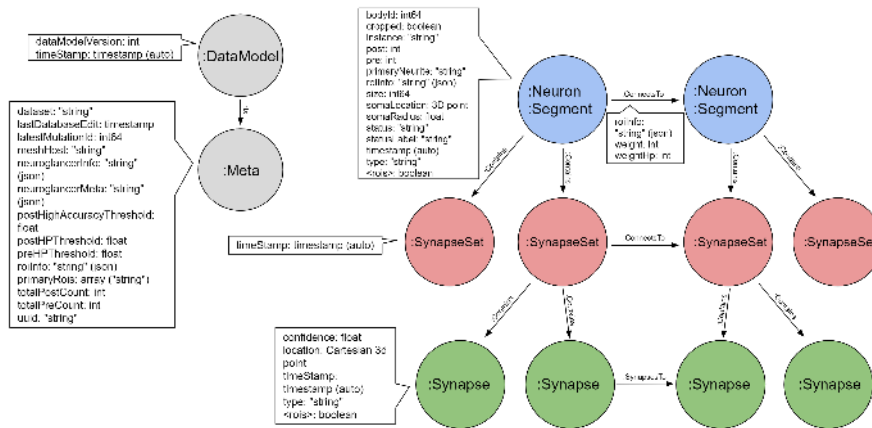 dataModelVersion: int
timeStamp: timestamp (auto)
:DataModel
:Is
dataset: "string"
lastDatabaseEdit: timestamp
latestMutationId: int64
meshHost: "string"
neuroglancerInfo: "string"
(json)
neuroglancerMeta: "string"
(json)
postHighAccuracyThreshold:
float
postHPThreshold: float
preHPThreshold: float
roiInfo: "string" (json)
primaryRois: array ("string")
totalPostCount: int
totalPreCount: int
uuid: "string"
:Meta
bodyId: int64
cropped: boolean
instance: "string"
post: int
pre: int
primaryNeurite: "string"
roiInfo: "string" (json)
size: int64
somaLocation: 3D point
somaRadius: float
status: "string"
statusLabel: "string"
timestamp (auto)
type: "string"
<rois>: boolean
:Neuron
:Segment
:ConnectsTo
:Neuron
:Segment
roiInfo:
"string" (json)
weight: int
weightHp: int
:Contains
:Contains
:Contains
:Contains
timeStamp: timestamp (auto)
:SynapseSet
:SynapseSet
:ConnectsTo
:SynapseSet
:SynapseSet
:Contains
:Contains
:Contains
:Contains
confidence: float
location: Cartesian 3d
point
timeStamp:
timestamp (auto)
type: "string"
<rois>: boolean
:Synapse
:Synapse
:SynapsesTo
:Synapse
:Synapse